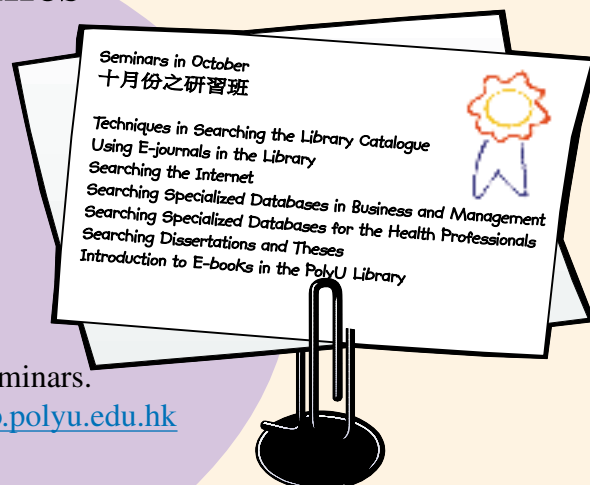 Seminars in October
十月份之研習班
Techniques in Searching the Library Catalogue
Using E-journals in the Library
Searching the Internet
Searching Specialized Databases in Business and Management
Searching Specialized Databases for the Health Professionals
Searching Dissertations and Theses
Introduction to E-books in the PolyU Library
.polyu.edu.hk